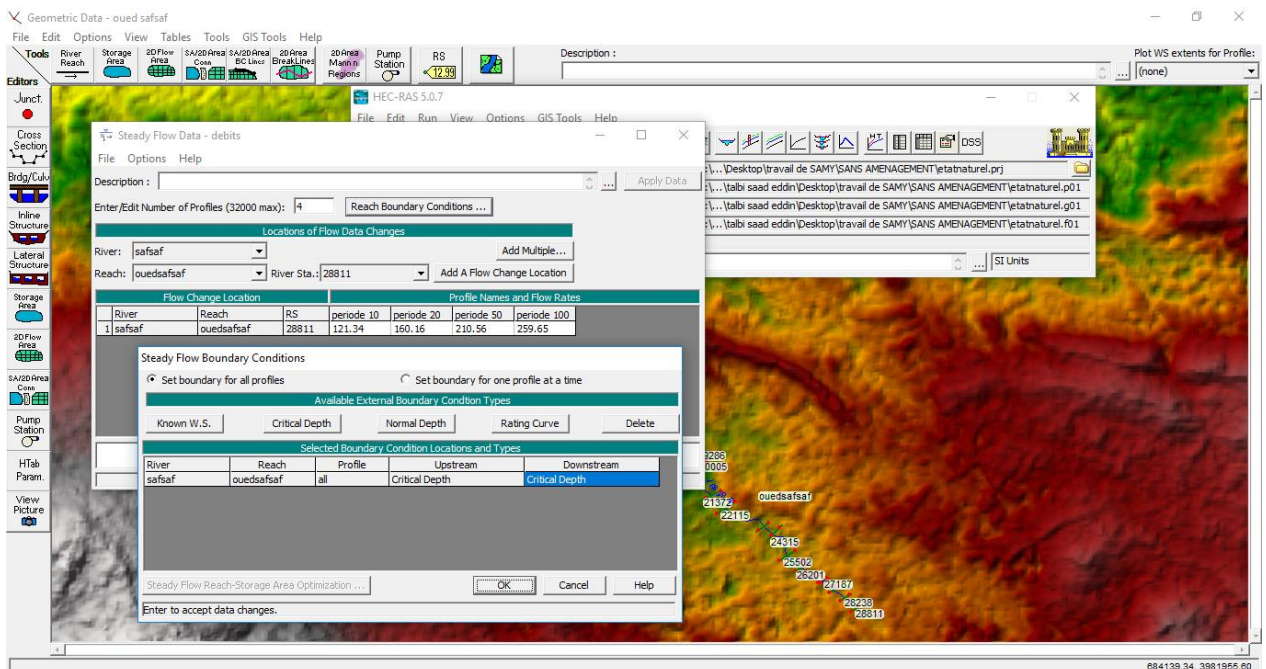 Geometric Data - oued safsaf
File Edit Options View Tables Tools GIS Tools Help
Tools
Editors
River Reach
Storage Area
2D Flow Area
SA/2D Area Conn
SA/2D Area BC Lines
2D Area BreakLines
2D Area Mann n Regions
Pump Station
RS
12.99
Description :
...
Plot WS extents for Profile:
(none)
Junct.
Cross Section
Brdg/Culv
Inline Structure
Lateral Structure
Storage Area
2D Flow Area
SA/2D Area Conn
Pump Station
HTab Param.
View Picture
HEC-RAS 5.0.7
File Edit Run View Options GIS Tools Help
HT
DSS
:\...\Desktop\travail de SAMY\SANS AMENAGEMENT\etatnaturel.prj
:\...\talbi saad eddin\Desktop\travail de SAMY\SANS AMENAGEMENT\etatnaturel.p01
:\...\talbi saad eddin\Desktop\travail de SAMY\SANS AMENAGEMENT\etatnaturel.g01
:\...\talbi saad eddin\Desktop\travail de SAMY\SANS AMENAGEMENT\etatnaturel.f01
... SI Units
Steady Flow Data - debits
File Options Help
Description : ... Apply Data
Enter/Edit Number of Profiles (32000 max): 4 Reach Boundary Conditions ...
Locations of Flow Data Changes
River: safsaf Add Multiple...
Reach: ouedsafsaf River Sta.: 28811 Add A Flow Change Location
Flow Change Location Profile Names and Flow Rates
River Reach RS periode 10 periode 20 periode 50 periode 100
1 safsaf ouedsafsaf 28811 121.34 160.16 210.56 259.65
Steady Flow Boundary Conditions
Set boundary for all profiles Set boundary for one profile at a time
Available External Boundary Condtion Types
Known W.S. Critical Depth Normal Depth Rating Curve Delete
Selected Boundary Condition Locations and Types
River Reach Profile Upstream Downstream
safsaf ouedsafsaf all Critical Depth Critical Depth
Steady Flow Reach-Storage Area Optimization ... OK Cancel Help
Enter to accept data changes.
9286
0005
21372
ouedsafsaf
22115
24315
25502
26201
27187
28238
28811
684139.34, 3981955.60